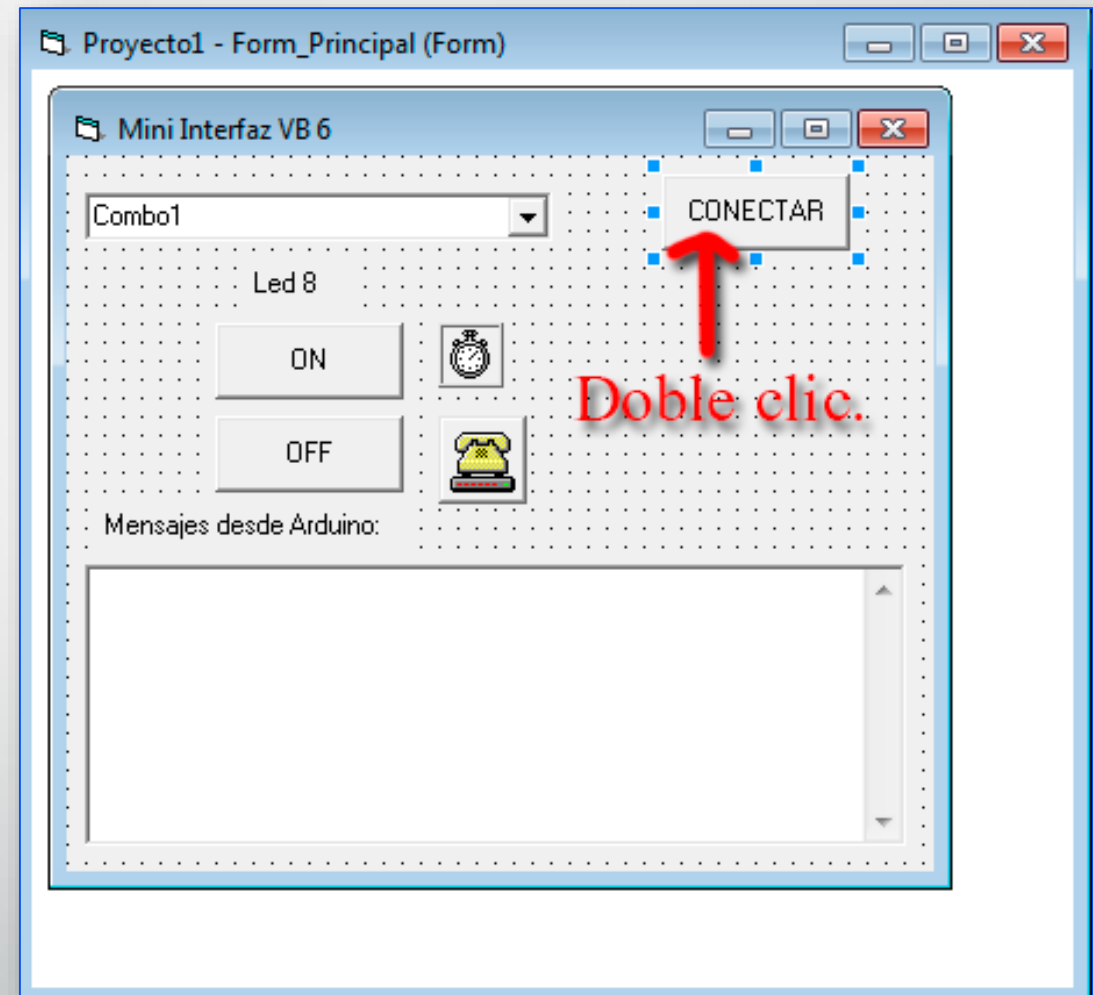 Proyecto1 - Form_Principal (Form)
Mini Interfaz VB 6
Combo1
CONECTAR
Led 8
ON
Doble clic.
OFF
Mensajes desde Arduino: